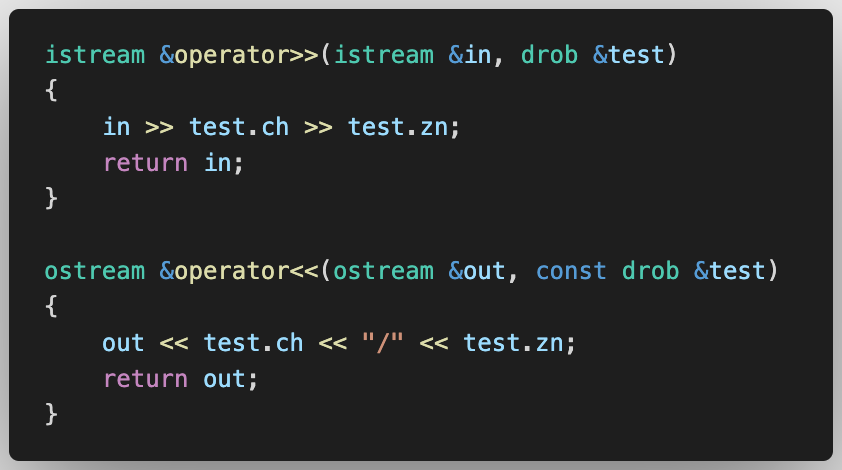 istream &operator>>(istream &in, drob &test)
{
    in >> test.ch >> test.zn;
    return in;
}

ostream &operator<<(ostream &out, const drob &test)
{
    out << test.ch << "/" << test.zn;
    return out;
}